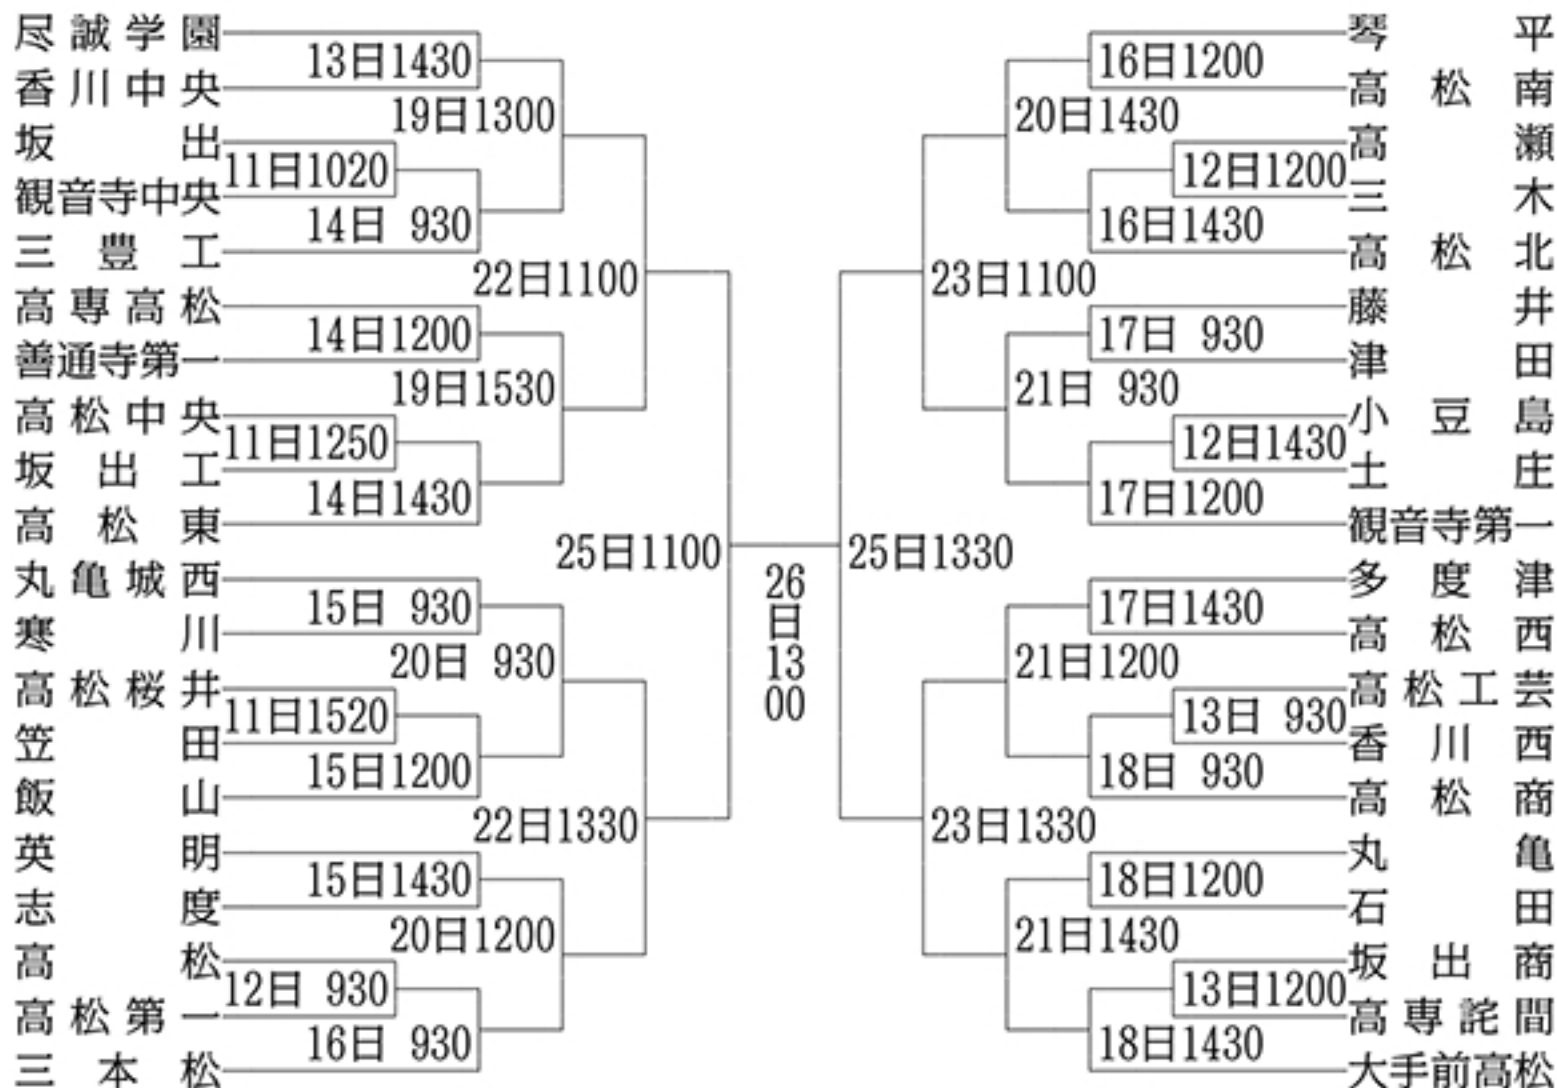 尽誠学園
13日1430
香川中央
19日1300
坂出
11日1020
観音寺中央
14日 930
三豊工
22日1100
高専高松
14日1200
善通寺第一
19日1530
高松中央
11日1250
坂出工
14日1430
高松東
25日1100
丸亀城西
15日 930
寒川
20日 930
高松桜井
11日1520
笠田
15日1200
飯山
22日1330
英明
15日1430
志度
20日1200
高松
12日 930
高松第一
16日 930
三本松
26
日
13
00
琴平
16日1200
高松南
20日1430
高瀬
12日1200
三木
16日1430
高松北
23日1100
藤井
17日 930
津田
21日 930
小豆島
12日1430
土庄
17日1200
観音寺第一
25日1330
多度津
17日1430
高松西
21日1200
高松工芸
13日 930
香川西
18日 930
高松商
23日1330
丸亀
18日1200
石田
21日1430
坂出商
13日1200
高専詫間
18日1430
大手前高松